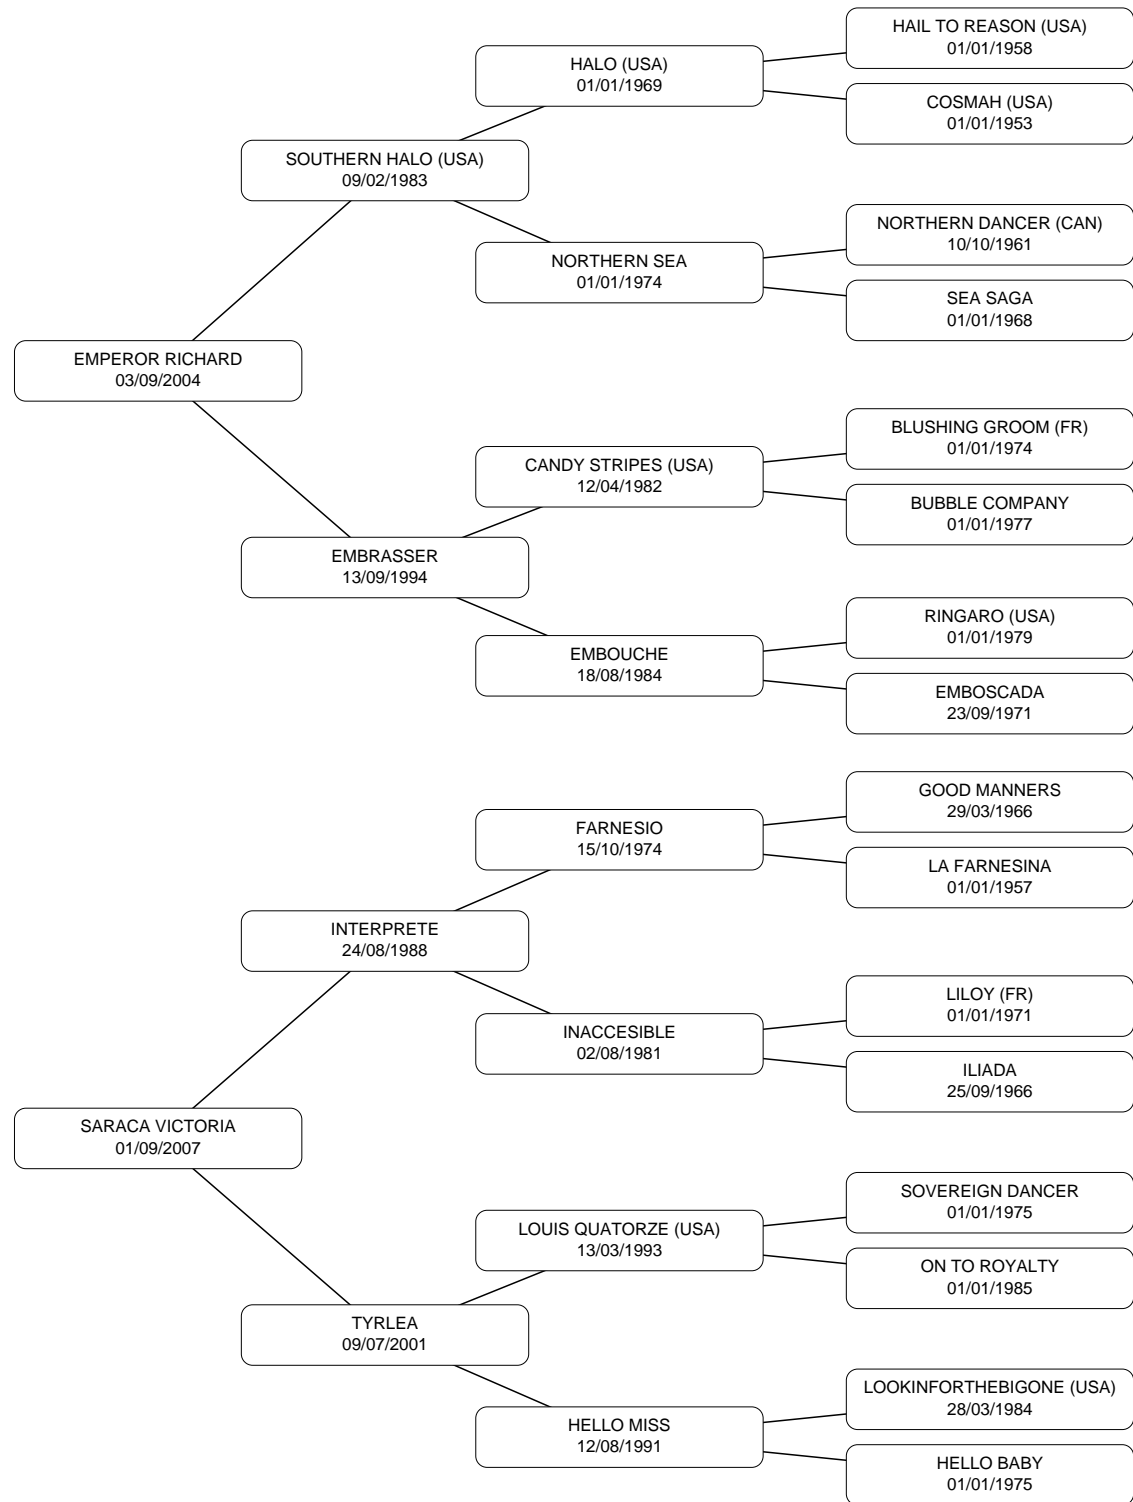 HAIL TO REASON (USA)
01/01/1958
HALO (USA)
01/01/1969
COSMAH (USA)
01/01/1953
SOUTHERN HALO (USA)
09/02/1983
NORTHERN DANCER (CAN)
10/10/1961
NORTHERN SEA
01/01/1974
SEA SAGA
01/01/1968
EMPEROR RICHARD
03/09/2004
BLUSHING GROOM (FR)
01/01/1974
CANDY STRIPES (USA)
12/04/1982
BUBBLE COMPANY
01/01/1977
EMBRASSER
13/09/1994
RINGARO (USA)
01/01/1979
EMBOUCHE
18/08/1984
EMBOSCADA
23/09/1971
GOOD MANNERS
29/03/1966
FARNESIO
15/10/1974
LA FARNESINA
01/01/1957
INTERPRETE
24/08/1988
LILOY (FR)
01/01/1971
INACCESIBLE
02/08/1981
ILIADA
25/09/1966
SARACA VICTORIA
01/09/2007
SOVEREIGN DANCER
01/01/1975
LOUIS QUATORZE (USA)
13/03/1993
ON TO ROYALTY
01/01/1985
TYRLEA
09/07/2001
LOOKINFORTHEBIGONE (USA)
28/03/1984
HELLO MISS
12/08/1991
HELLO BABY
01/01/1975